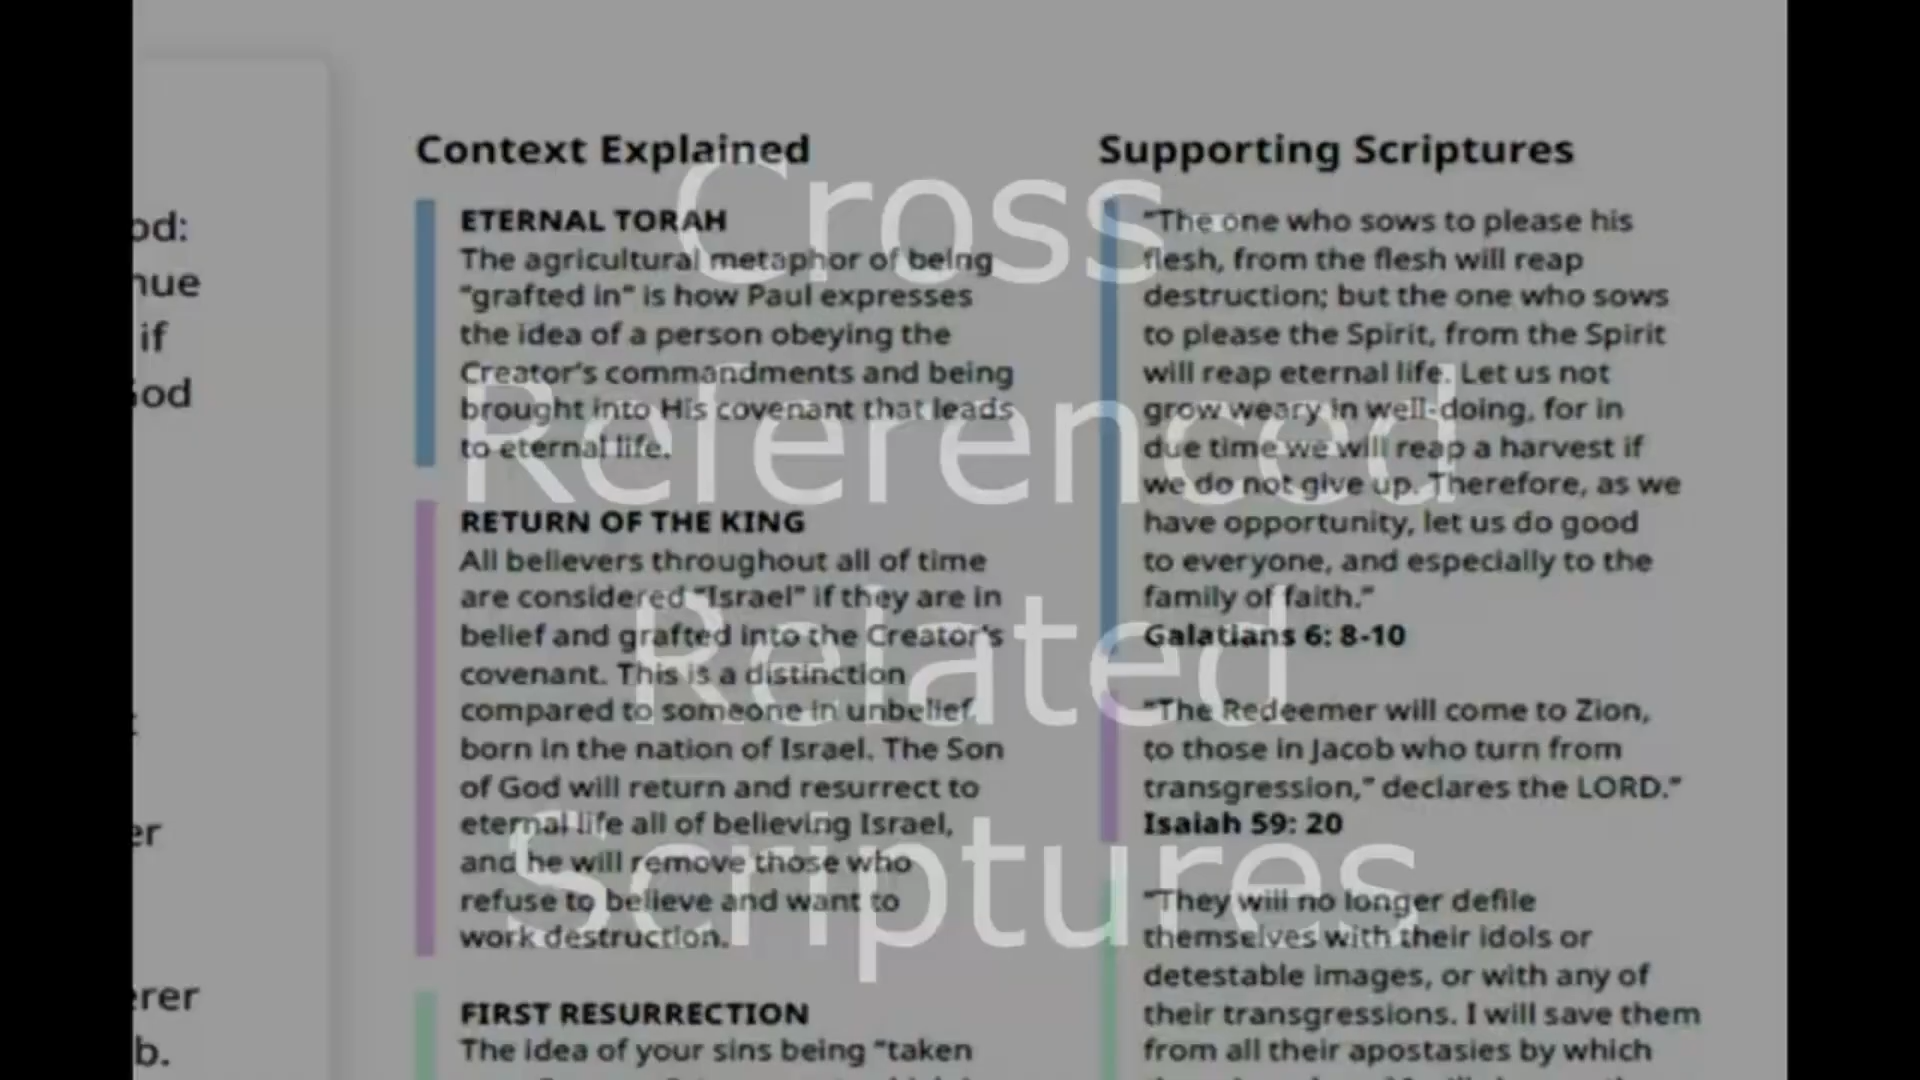 od:
nue
if
God
er
erer
b.
Context Explained
ETERNAL TORAH
The agricultural metaphor of being
"grafted in" is how Paul expresses
the idea of a person obeying the
Creator's commandments and being
brought into His covenant that leads
to eternal life.
RETURN OF THE KING
All believers throughout all of time
are considered "Israel" if they are in
belief and grafted into the Creator's
covenant. This is a distinction
compared to someone in unbelief,
born in the nation of Israel. The Son
of God will return and resurrect to
eternal life all of believing Israel,
and he will remove those who
refuse to believe and want to
work destruction.
FIRST RESURRECTION
The idea of your sins being "taken
Supporting Scriptures
"The one who sows to please his
flesh, from the flesh will reap
destruction; but the one who sows
to please the Spirit, from the Spirit
will reap eternal life. Let us not
grow weary in well-doing, for in
due time we will reap a harvest if
we do not give up. Therefore, as we
have opportunity, let us do good
to everyone, and especially to the
family of faith."
Galatians 6: 8-10
"The Redeemer will come to Zion,
to those in Jacob who turn from
transgression," declares the LORD."
Isaiah 59: 20
"They will no longer defile
themselves with their idols or
detestable images, or with any of
their transgressions. I will save them
from all their apostasies by which
Cross-
Referenced
Related
Scriptures